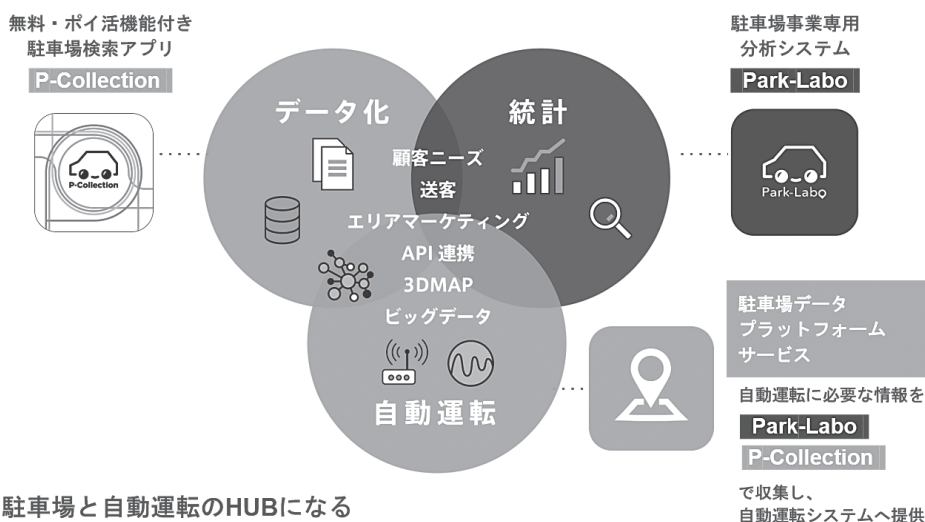 無料・ポイ活機能付き
駐車場検索アプリ
P-Collection
P-Collection
データ化
統計
顧客ニーズ
送客
エリアマーケティング
API 連携
3DMAP
ビッグデータ
自動運転
駐車場事業専用
分析システム
Park-Labo
Park-Labo
駐車場データ
プラットフォーム
サービス
自動運転に必要な情報を
Park-Labo
P-Collection
で収集し、
自動運転システムへ提供
駐車場と自動運転のHUBになる